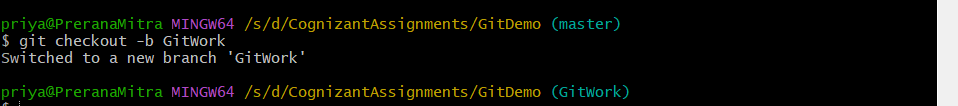 priya@PreranaMitra MINGW64 /s/d/CognizantAssignments/GitDemo (master)
$ git checkout -b GitWork
Switched to a new branch 'GitWork'
priya@PreranaMitra MINGW64 /s/d/CognizantAssignments/GitDemo (GitWork)
$